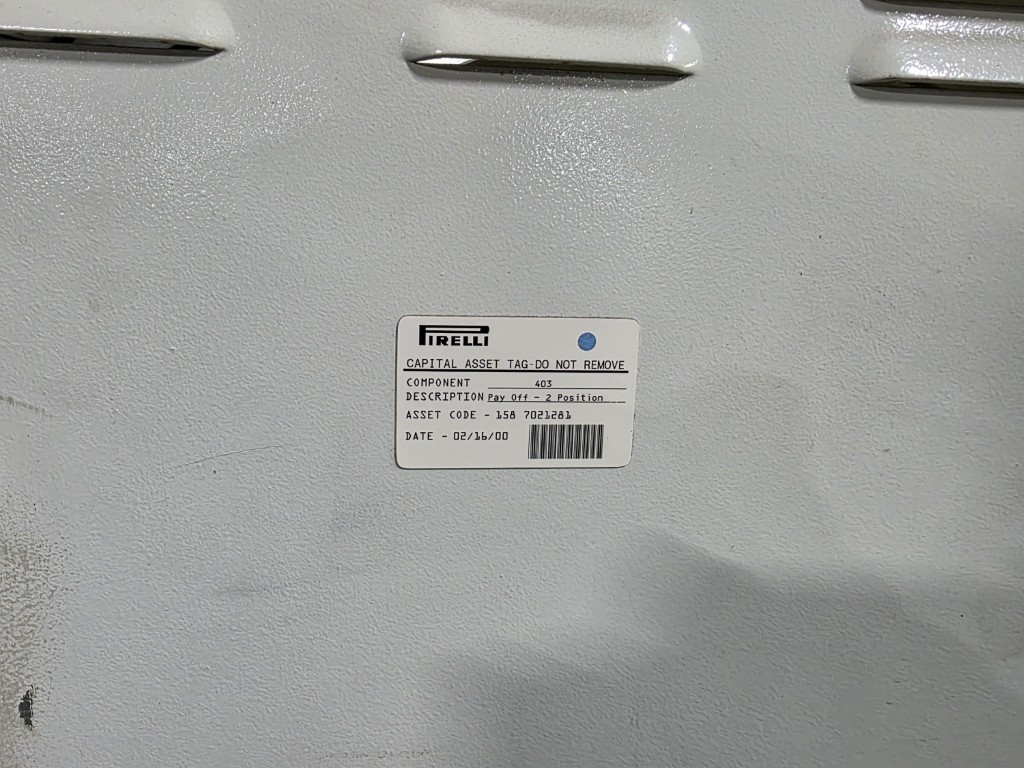 PIRELLI
CAPITAL ASSET TAG-DO NOT REMOVE
COMPONENT 403
DESCRIPTION Pay Off - 2 Position
ASSET CODE - 158 7021281
DATE - 02/16/00